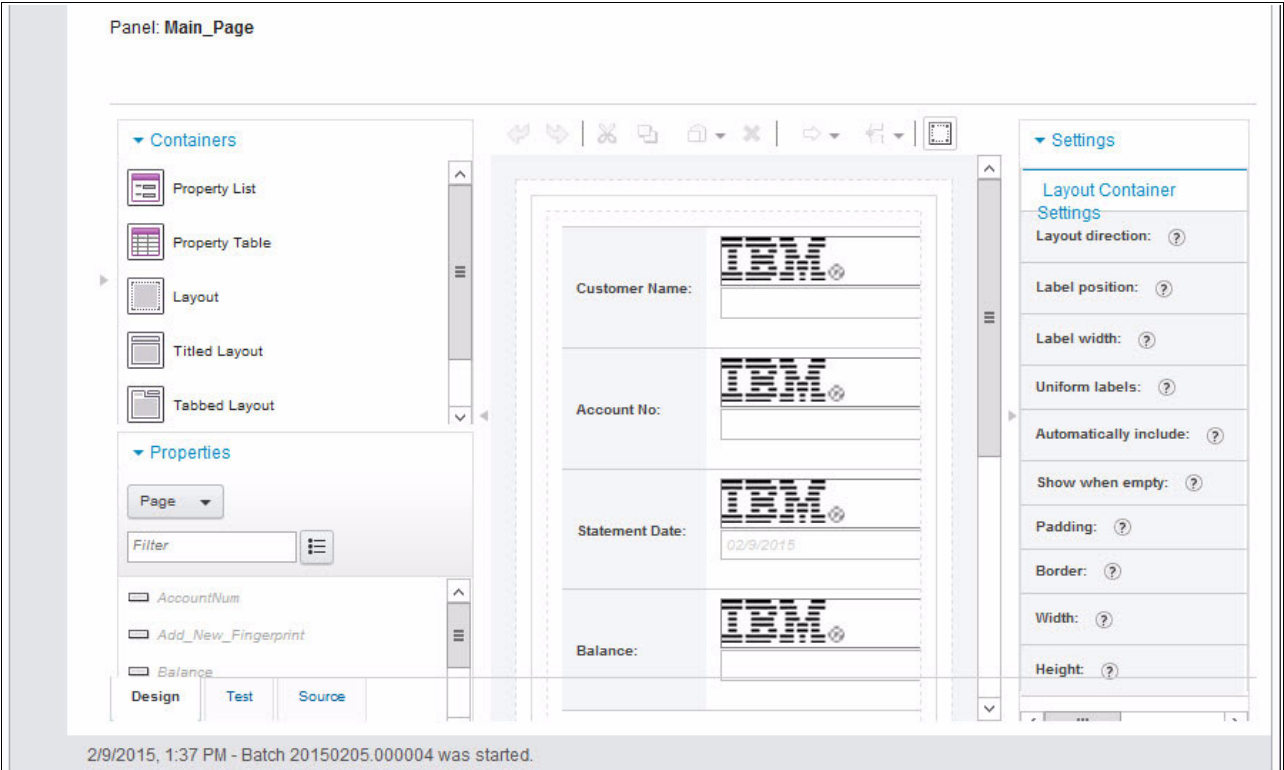 Panel: Main_Page
Containers
Property List
Property Table
Layout
Titled Layout
Tabbed Layout
Properties
Page
Filter
AccountNum
Add_New_Fingerprint
Balance
Design Test Source
IBM®
Customer Name:
IBM®
Account No:
IBM®
Statement Date:
02/9/2015
IBM®
Balance:
Settings
Layout Container
Settings
Layout direction: ?
Label position: ?
Label width: ?
Uniform labels: ?
Automatically include: ?
Show when empty: ?
Padding: ?
Border: ?
Width: ?
Height: ?
2/9/2015, 1:37 PM - Batch 20150205.000004 was started.